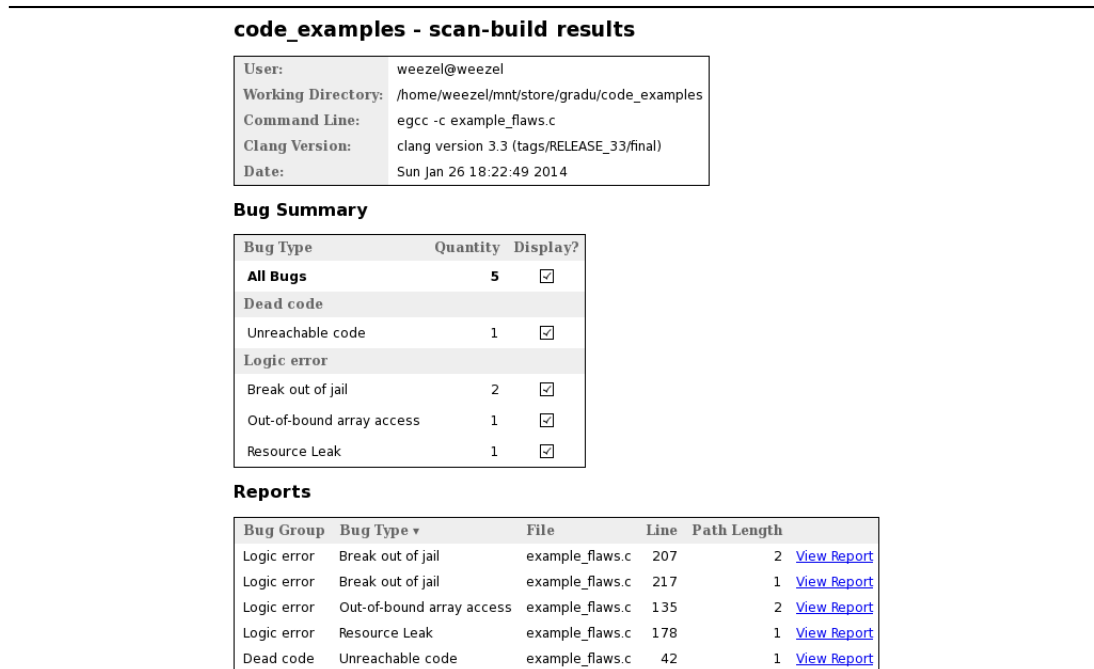 code_examples - scan-build results
User: weezel@weezel
Working Directory: /home/weezel/mnt/store/gradu/code_examples
Command Line: egcc -c example_flaws.c
Clang Version: clang version 3.3 (tags/RELEASE_33/final)
Date: Sun Jan 26 18:22:49 2014
Bug Summary
Bug Type Quantity Display?
All Bugs 5
Dead code
Unreachable code 1
Logic error
Break out of jail 2
Out-of-bound array access 1
Resource Leak 1
Reports
Bug Group Bug Type ▾ File Line Path Length
Logic error Break out of jail example_flaws.c 207 2 View Report
Logic error Break out of jail example_flaws.c 217 1 View Report
Logic error Out-of-bound array access example_flaws.c 135 2 View Report
Logic error Resource Leak example_flaws.c 178 1 View Report
Dead code Unreachable code example_flaws.c 42 1 View Report